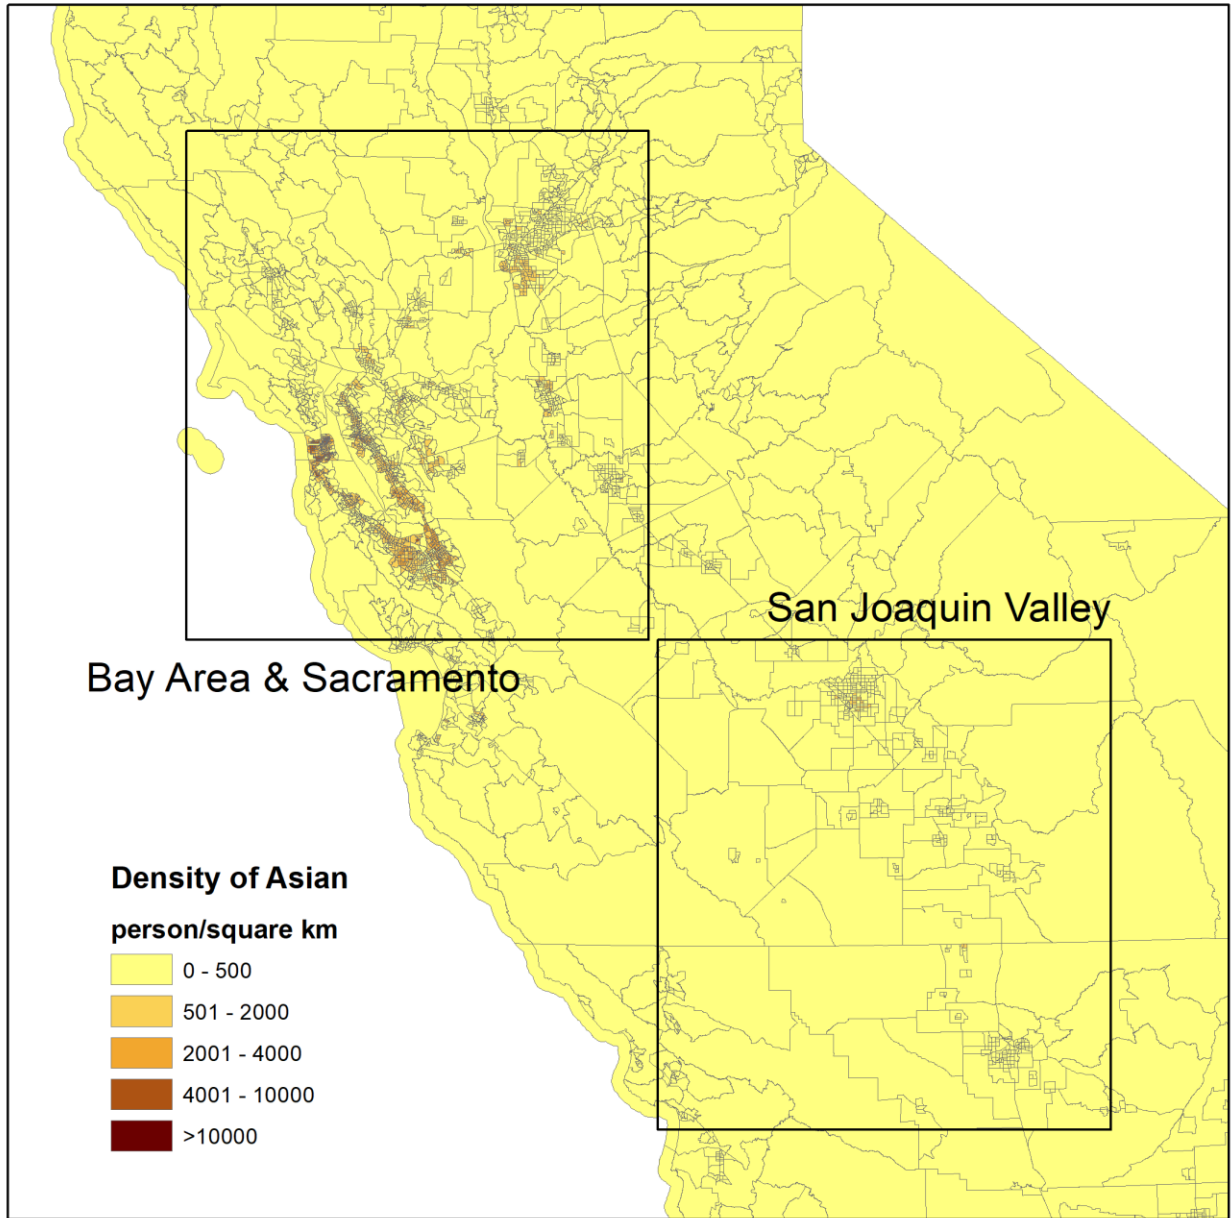 San Joaquin Valley
Bay Area & Sacramento
Density of Asian
person/square km
0 - 500
501 - 2000
2001 - 4000
4001 - 10000
>10000